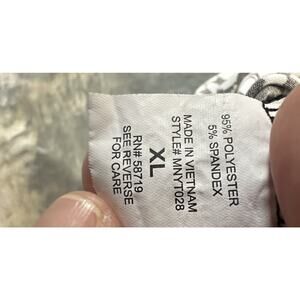 95% POLYESTER
5% SPANDEX
MADE IN VIETNAM
STYLE# MNYT028
XL
RN# 58719
SEE REVERSE
FOR CARE